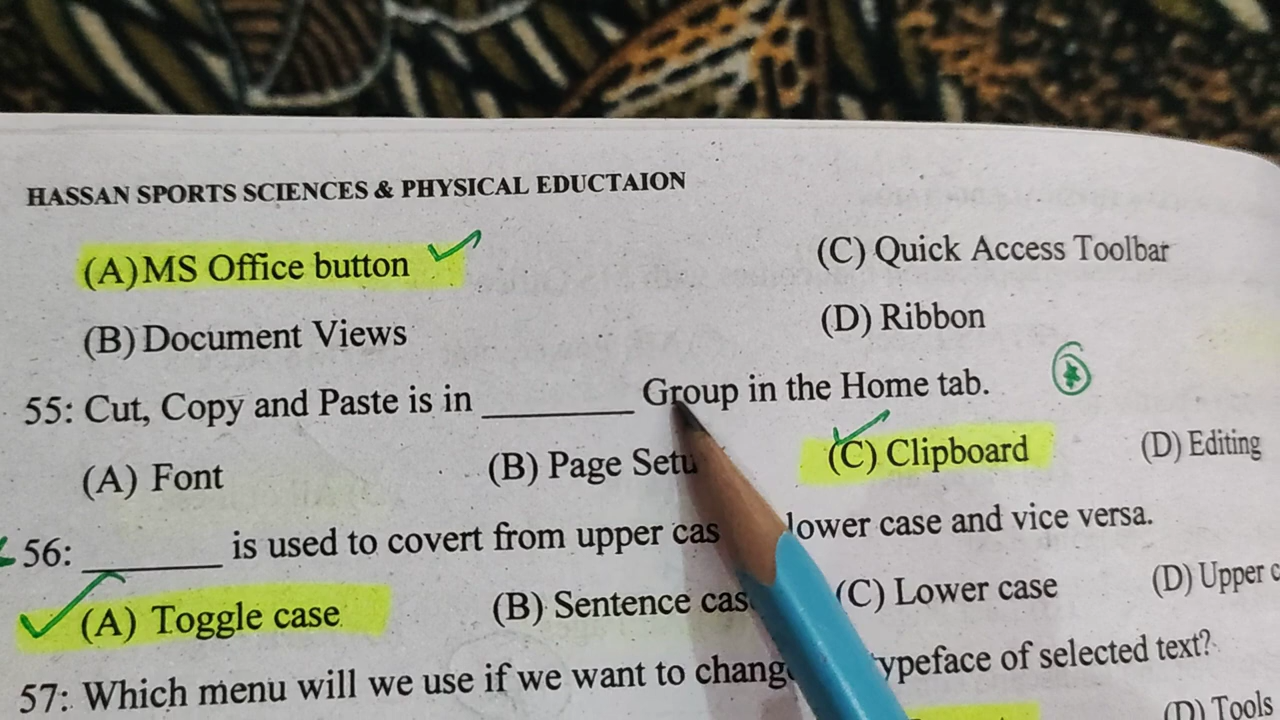 HASSAN SPORTS SCIENCES & PHYSICAL EDUCTAION
(A) MS Office button (C) Quick Access Toolbar
(B) Document Views (D) Ribbon
55: Cut, Copy and Paste is in ________ Group in the Home tab.
(A) Font (B) Page Setu (C) Clipboard (D) Editing
56: ________ is used to covert from upper cas lower case and vice versa.
(A) Toggle case (B) Sentence cas (C) Lower case (D) Upper c
57: Which menu will we use if we want to chang ypeface of selected text?
(D) Tools